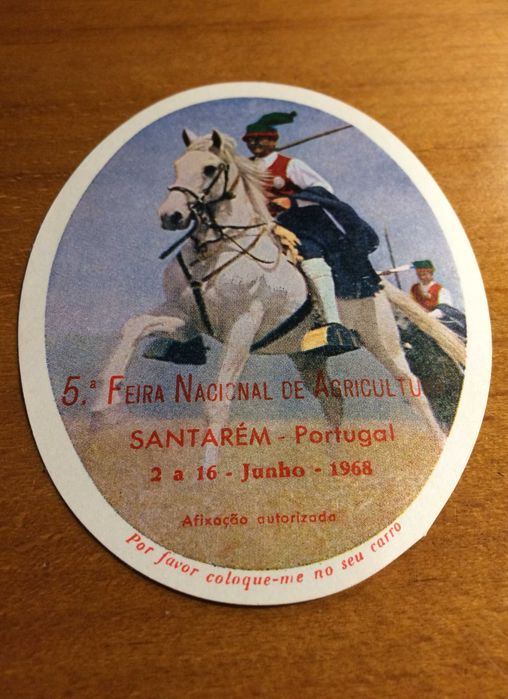 5.ª FEIRA NACIONAL DE AGRICULTU
SANTARÉM - Portugal
2 a 16 - Junho - 1968
Afixação autorizada
Por favor coloque-me no seu carro